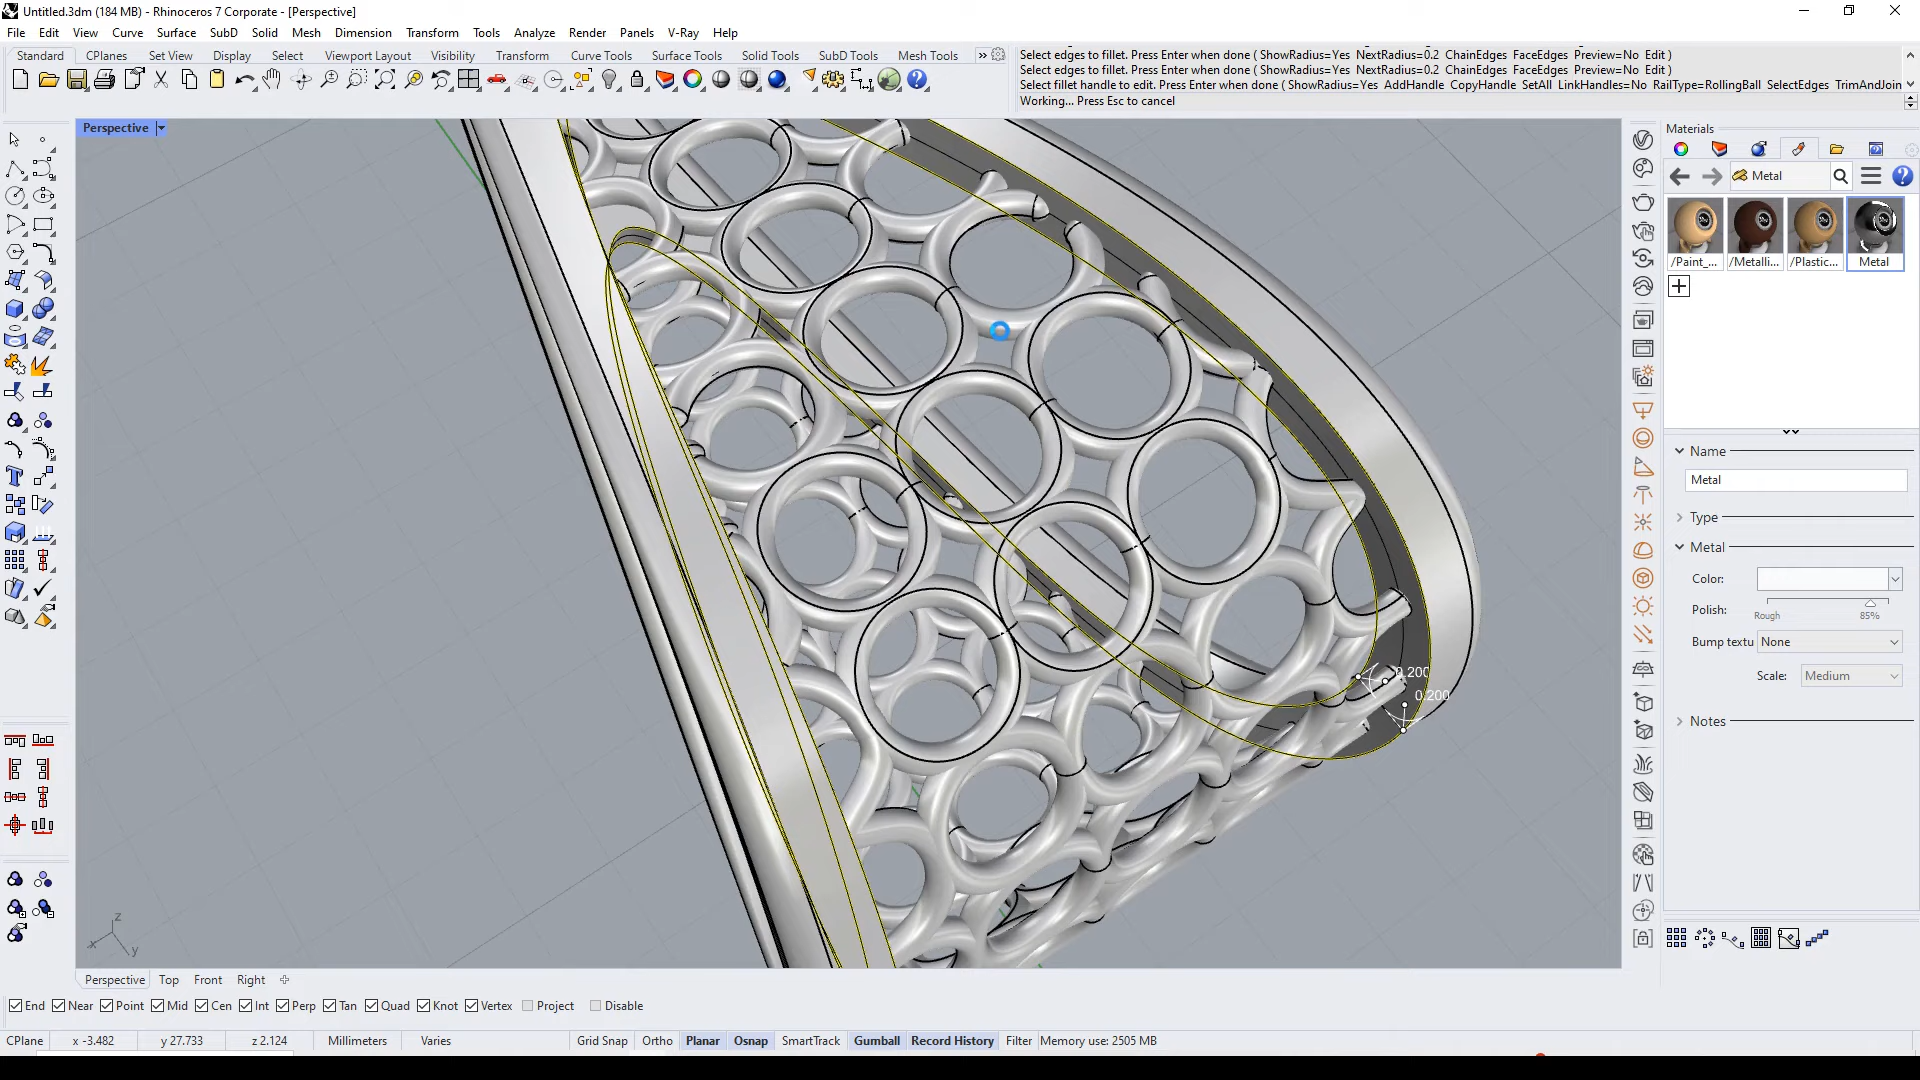 Untitled.3dm (184 MB) - Rhinoceros 7 Corporate - [Perspective]
File Edit View Curve Surface SubD Solid Mesh Dimension Transform Tools Analyze Render Panels V-Ray Help
Standard CPlanes Set View Display Select Viewport Layout Visibility Transform Curve Tools Surface Tools Solid Tools SubD Tools Mesh Tools »
Select edges to fillet. Press Enter when done ( ShowRadius=Yes NextRadius=0.2 ChainEdges FaceEdges Preview=No Edit )
Select edges to fillet. Press Enter when done ( ShowRadius=Yes NextRadius=0.2 ChainEdges FaceEdges Preview=No Edit )
Select fillet handle to edit. Press Enter when done ( ShowRadius=Yes AddHandle CopyHandle SetAll LinkHandles=No RailType=RollingBall SelectEdges TrimAndJoin
Working... Press Esc to cancel
Perspective
Materials
Metal
/Paint_... /Metalli... /Plastic... Metal
Name
Metal
Type
Metal
Color:
Polish:
Rough 85%
Bump textu None
Scale: Medium
Notes
0.200
0.200
z
x y
Perspective Top Front Right
End Near Point Mid Cen Int Perp Tan Quad Knot Vertex Project Disable
CPlane x -3.482 y 27.733 z 2.124 Millimeters Varies Grid Snap Ortho Planar Osnap SmartTrack Gumball Record History Filter Memory use: 2505 MB